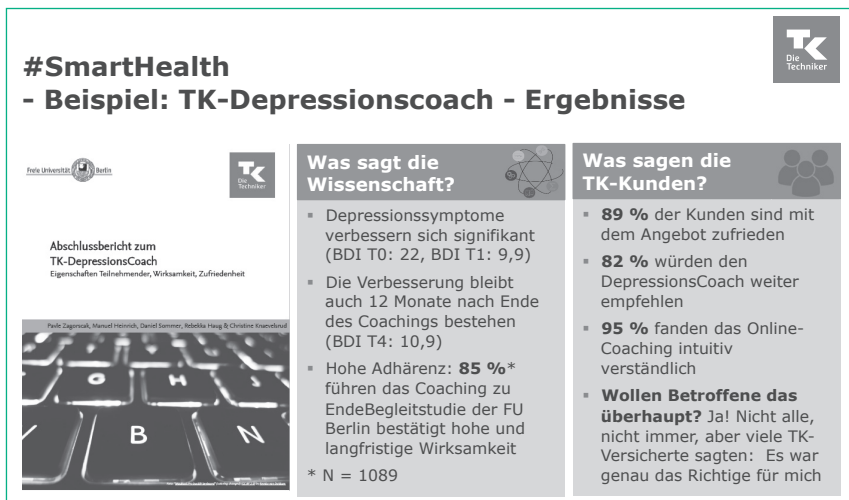 #SmartHealth
- Beispiel: TK-Depressionscoach - Ergebnisse
TK
Die
Techniker
Freie Universität Berlin
TK
Die
Techniker
Abschlussbericht zum
TK-DepressionsCoach
Eigenschaften Teilnehmender, Wirksamkeit, Zufriedenheit
Pavle Zagorscak, Manuel Heinrich, Daniel Sommer, Rebekka Haug & Christine Knaevelsrud
G H J
B N
Was sagt die
Wissenschaft?
▪ Depressionssymptome
verbessern sich signifikant
(BDI T0: 22, BDI T1: 9,9)
▪ Die Verbesserung bleibt
auch 12 Monate nach Ende
des Coachings bestehen
(BDI T4: 10,9)
▪ Hohe Adhärenz: 85 %*
führen das Coaching zu
EndeBegleitstudie der FU
Berlin bestätigt hohe und
langfristige Wirksamkeit
* N = 1089
Was sagen die
TK-Kunden?
▪ 89 % der Kunden sind mit
dem Angebot zufrieden
▪ 82 % würden den
DepressionsCoach weiter
empfehlen
▪ 95 % fanden das Online-
Coaching intuitiv
verständlich
▪ Wollen Betroffene das
überhaupt? Ja! Nicht alle,
nicht immer, aber viele TK-
Versicherte sagten: Es war
genau das Richtige für mich